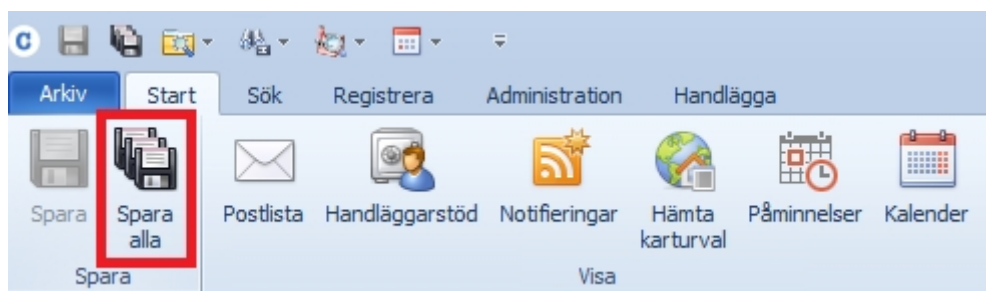 C
Arkiv Start Sök Registrera Administration Handlägga
Spara Spara alla Postlista Handläggarstöd Notifieringar Hämta karturval Påminnelser Kalender
Spara Visa